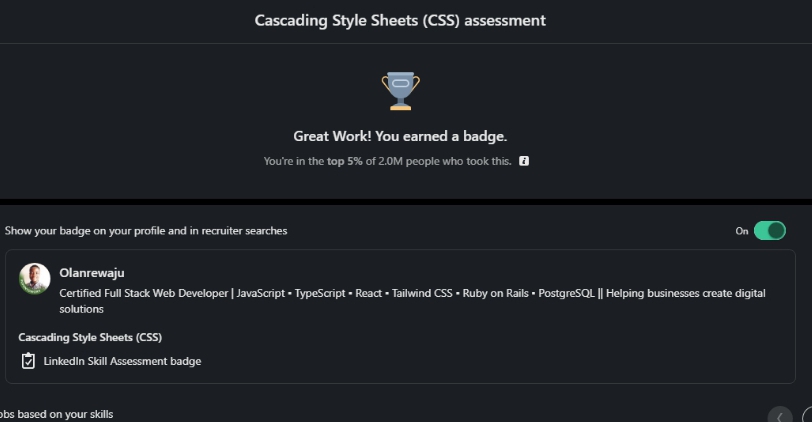 Cascading Style Sheets (CSS) assessment
Great Work! You earned a badge.
You're in the top 5% of 2.0M people who took this.
Show your badge on your profile and in recruiter searches
On
Olanrewaju
Certified Full Stack Web Developer | JavaScript • TypeScript • React • Tailwind CSS • Ruby on Rails • PostgreSQL || Helping businesses create digital
solutions
Cascading Style Sheets (CSS)
LinkedIn Skill Assessment badge
obs based on your skills